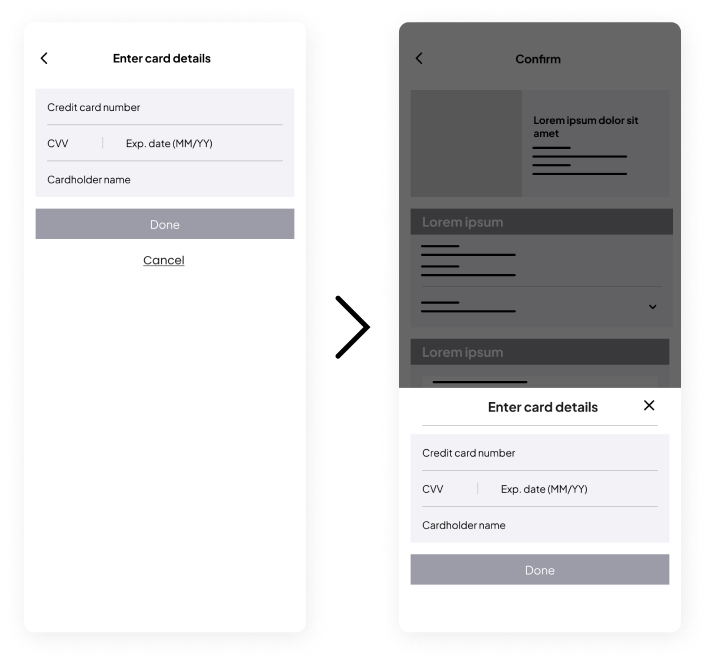 Enter card details
Credit card number
CVV
Exp. date (MM/YY)
Cardholder name
Done
Cancel
Confirm
Lorem ipsum dolor sit
amet
Lorem ipsum
Lorem ipsum
Enter card details
Credit card number
CVV
Exp. date (MM/YY)
Cardholder name
Done